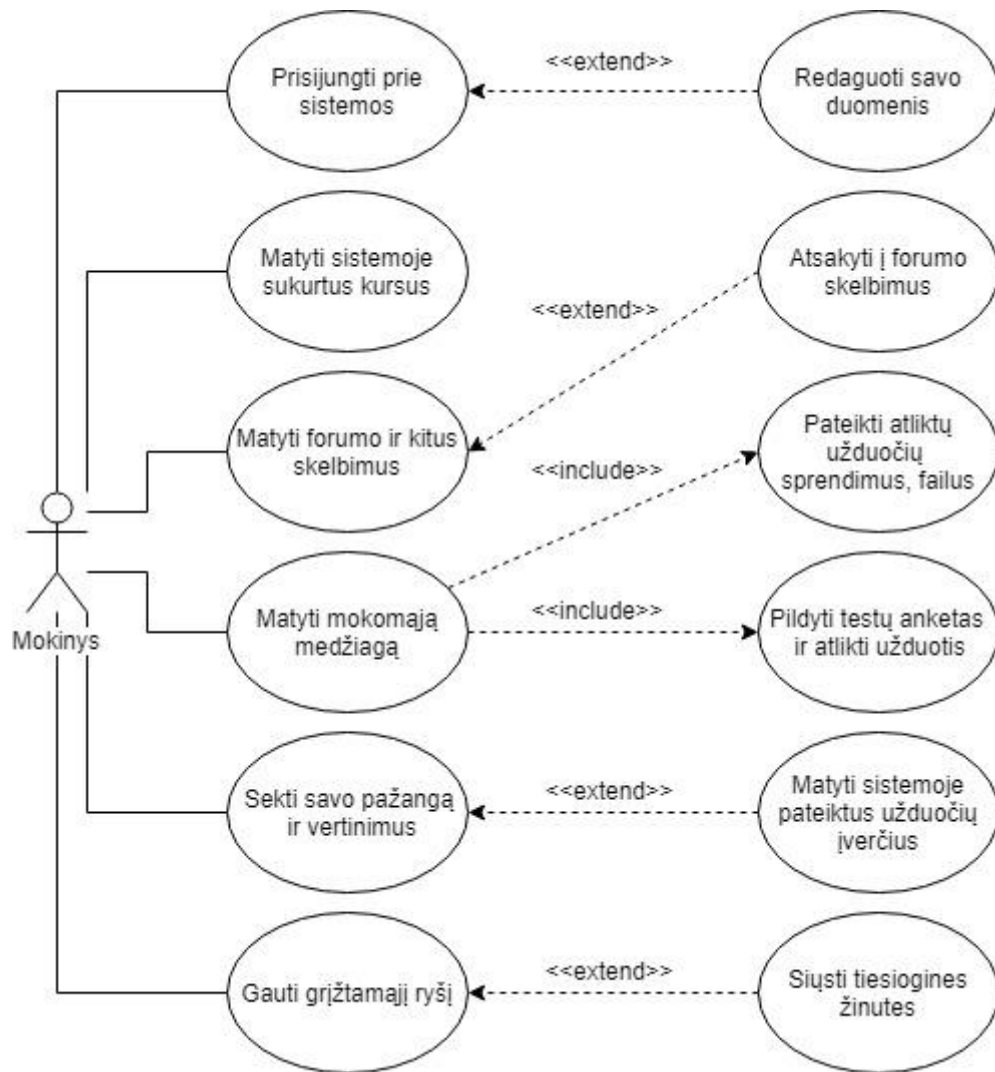 Prisijungti prie
sistemos
<<extend>>
Redaguoti savo
duomenis
Matyti sistemoje
sukurtus kursus
Atsakyti į forumo
skelbimus
<<extend>>
Matyti forumo ir kitus
skelbimus
<<include>>
Pateikti atliktų
užduočių
sprendimus, failus
Mokinys
Matyti mokomąją
medžiagą
<<include>>
Pildyti testų anketas
ir atlikti užduotis
Sekti savo pažangą
ir vertinimus
<<extend>>
Matyti sistemoje
pateiktus užduočių
įverčius
Gauti grįžtamąjį ryšį
<<extend>>
Siųsti tiesiogines
žinutes